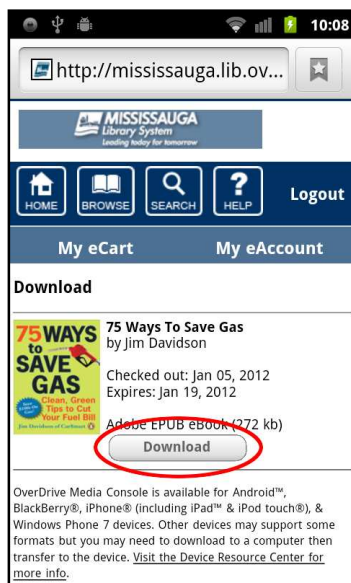 10:08
http://mississauga.lib.ov...
MISSISSAUGA
Library System
Leading today for tomorrow
HOME
BROWSE
SEARCH
?
HELP
Logout
My eCart
My eAccount
Download
75 WAYS
to
SAVE
GAS
Clean, Green
Tips to Cut
Your Fuel Bill
Jim Davidson of CarSmart
75 Ways To Save Gas
by Jim Davidson
Checked out: Jan 05, 2012
Expires: Jan 19, 2012
Adobe EPUB eBook (272 kb)
Download
OverDrive Media Console is available for Android™,
BlackBerry®, iPhone® (including iPad™ & iPod touch®), &
Windows Phone 7 devices. Other devices may support some
formats but you may need to download to a computer then
transfer to the device. Visit the Device Resource Center for
more info.